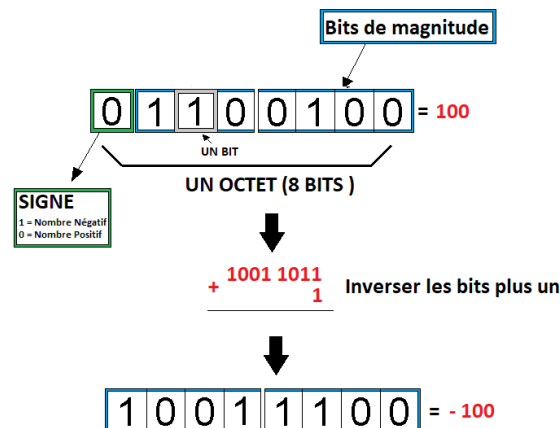 Bits de magnitude
0 1 1 0 0 1 0 0 = 100
UN BIT
UN OCTET (8 BITS )
SIGNE
1 = Nombre Négatif
0 = Nombre Positif
1001 1011
+ 1
Inverser les bits plus un
1 0 0 1 1 1 0 0 = - 100